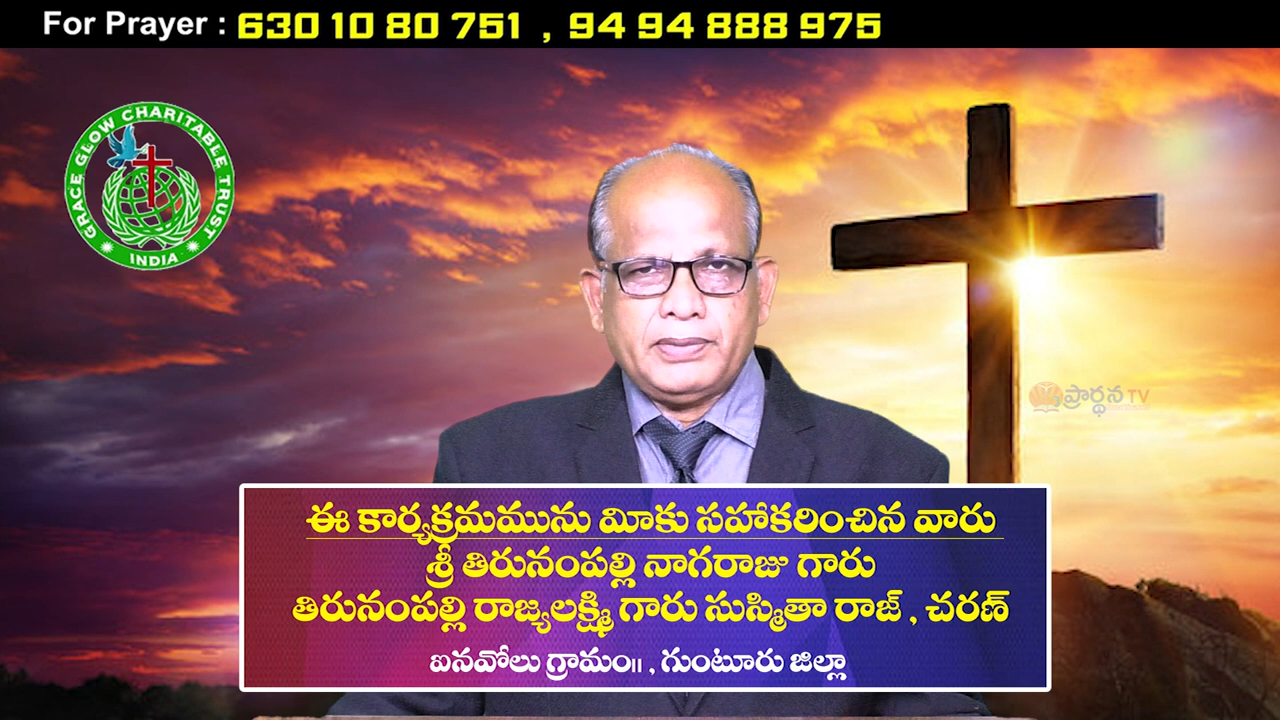 For Prayer : 630 10 80 751 , 94 94 888 975
GRACE GLOW CHARITABLE TRUST
INDIA
ప్రార్థన TV
ఈ కార్యక్రమమును మీకు సహకరించిన వారు
శ్రీ తిరునంపల్లి నాగరాజు గారు
తిరునంపల్లి రాజ్యలక్ష్మి గారు సుస్మితా రాజ్ , చరణ్
ఐనవోలు గ్రామం॥ , గుంటూరు జిల్లా